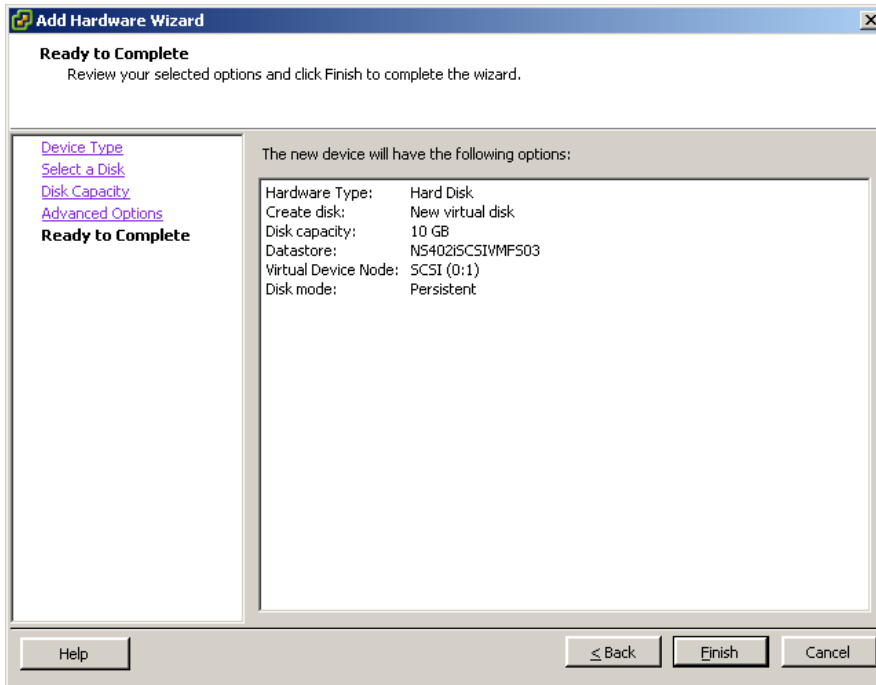 Add Hardware Wizard
Ready to Complete
Review your selected options and click Finish to complete the wizard.
Device Type
Select a Disk
Disk Capacity
Advanced Options
Ready to Complete
The new device will have the following options:
Hardware Type: Hard Disk
Create disk: New virtual disk
Disk capacity: 10 GB
Datastore: NS402iSCSIVMFS03
Virtual Device Node: SCSI (0:1)
Disk mode: Persistent
Help
< Back
Finish
Cancel